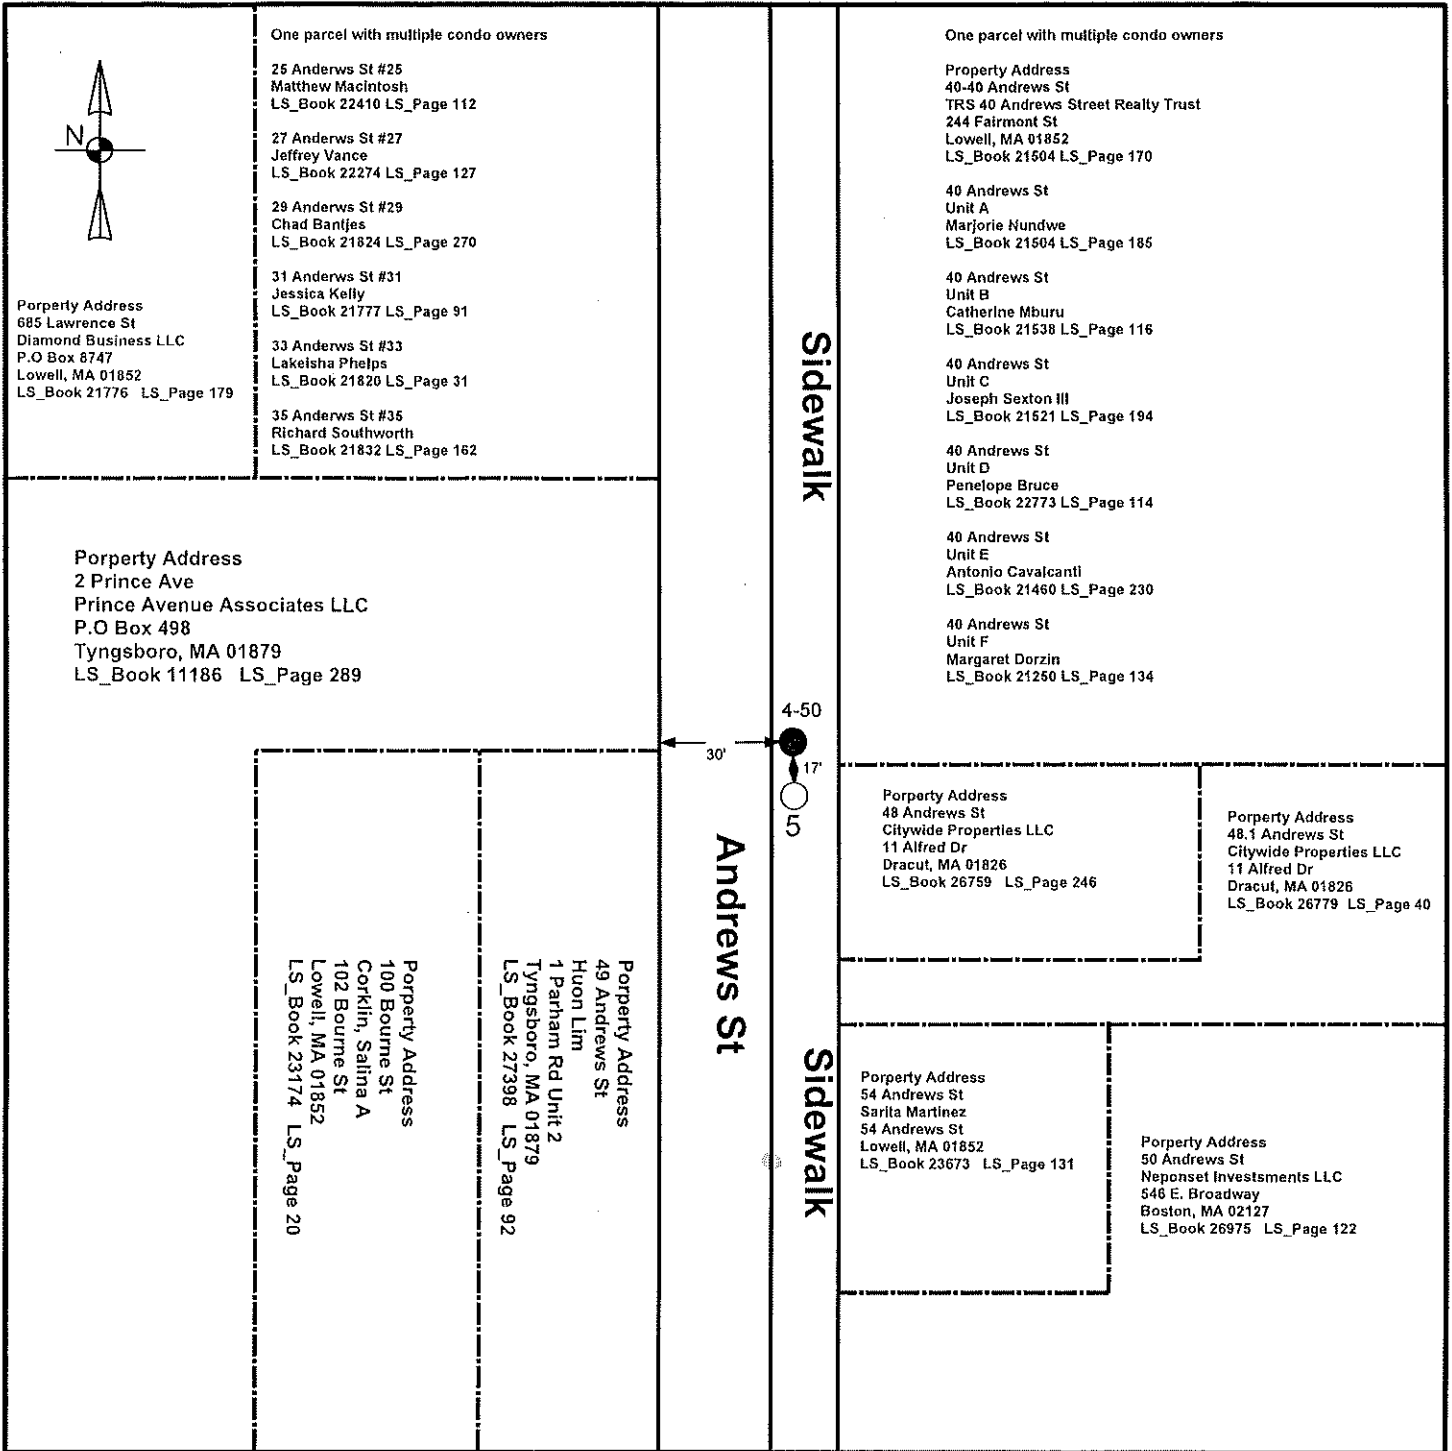 N
Porperty Address
685 Lawrence St
Diamond Business LLC
P.O Box 8747
Lowell, MA 01852
LS_Book 21776 LS_Page 179
One parcel with multiple condo owners
25 Anderws St #25
Matthew Macintosh
LS_Book 22410 LS_Page 112
27 Anderws St #27
Jeffrey Vance
LS_Book 22274 LS_Page 127
29 Anderws St #29
Chad Bantjes
LS_Book 21824 LS_Page 270
31 Anderws St #31
Jessica Kelly
LS_Book 21777 LS_Page 91
33 Anderws St #33
Lakeisha Phelps
LS_Book 21820 LS_Page 31
35 Anderws St #35
Richard Southworth
LS_Book 21832 LS_Page 162
Porperty Address
2 Prince Ave
Prince Avenue Associates LLC
P.O Box 498
Tyngsboro, MA 01879
LS_Book 11186 LS_Page 289
Porperty Address
100 Bourne St
Corklin, Salina A
102 Bourne St
Lowell, MA 01852
LS_Book 23174 LS_Page 20
Porperty Address
49 Andrews St
Huon Lim
1 Parham Rd Unit 2
Tyngsboro, MA 01879
LS_Book 27398 LS_Page 92
Andrews St
Sidewalk
4-50
30'
17'
5
Sidewalk
One parcel with multiple condo owners
Property Address
40-40 Andrews St
TRS 40 Andrews Street Realty Trust
244 Fairmont St
Lowell, MA 01852
LS_Book 21504 LS_Page 170
40 Andrews St
Unit A
Marjorie Nundwe
LS_Book 21504 LS_Page 185
40 Andrews St
Unit B
Catherine Mburu
LS_Book 21538 LS_Page 116
40 Andrews St
Unit C
Joseph Sexton III
LS_Book 21521 LS_Page 194
40 Andrews St
Unit D
Penelope Bruce
LS_Book 22773 LS_Page 114
40 Andrews St
Unit E
Antonio Cavalcanti
LS_Book 21460 LS_Page 230
40 Andrews St
Unit F
Margaret Dorzin
LS_Book 21250 LS_Page 134
Porperty Address
48 Andrews St
Citywide Properties LLC
11 Alfred Dr
Dracut, MA 01826
LS_Book 26759 LS_Page 246
Porperty Address
48.1 Andrews St
Citywide Properties LLC
11 Alfred Dr
Dracut, MA 01826
LS_Book 26779 LS_Page 40
Porperty Address
54 Andrews St
Sarita Martinez
54 Andrews St
Lowell, MA 01852
LS_Book 23673 LS_Page 131
Porperty Address
50 Andrews St
Neponset Investsments LLC
546 E. Broadway
Boston, MA 02127
LS_Book 26975 LS_Page 122